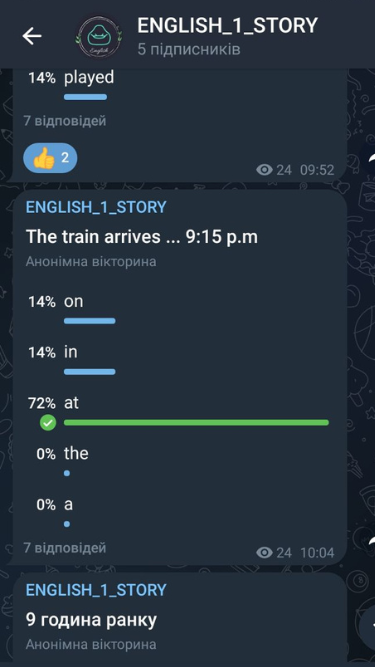 ENGLISH_1_STORY
5 підписників
English
14% played
7 відповідей
👍 2
24 09:52
ENGLISH_1_STORY
The train arrives ... 9:15 p.m
Анонімна вікторина
14% on
14% in
72% at
0% the
0% a
7 відповідей
24 10:04
ENGLISH_1_STORY
9 година ранку
Анонімна вікторина